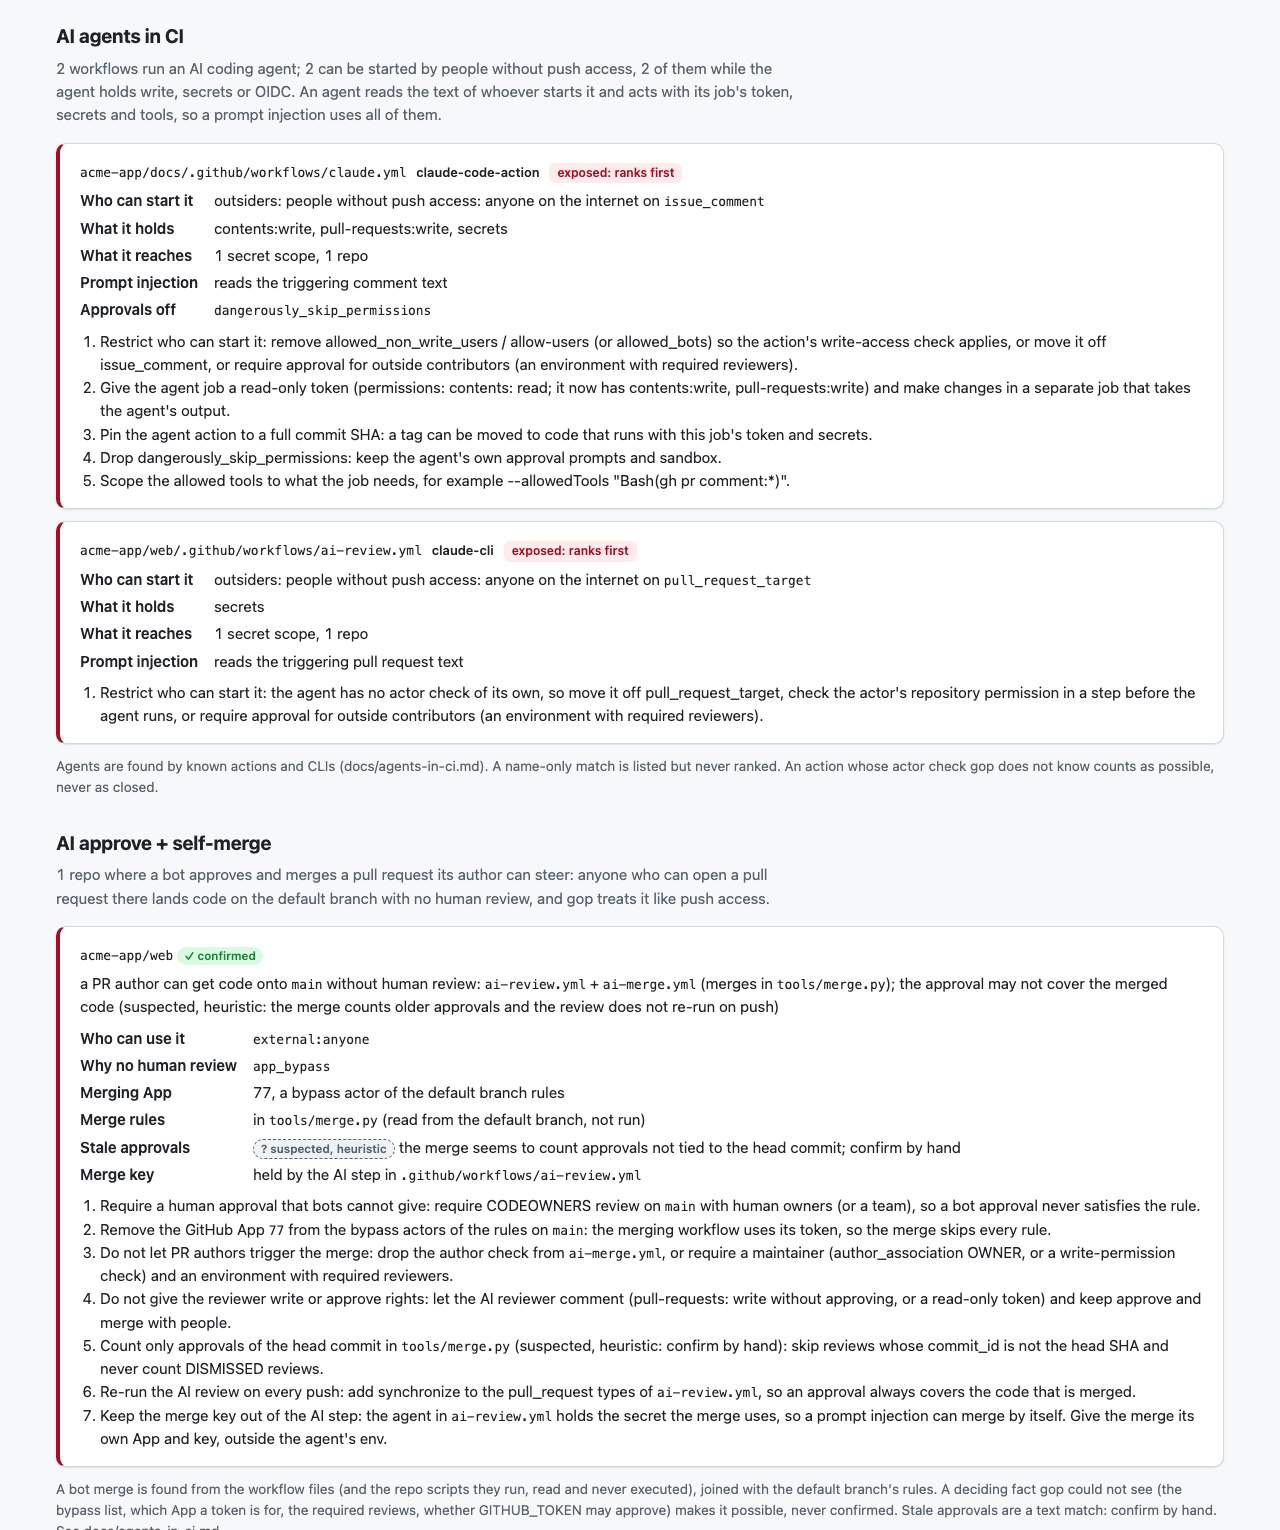 AI agents in CI
2 workflows run an AI coding agent; 2 can be started by people without push access, 2 of them while the
agent holds write, secrets or OIDC. An agent reads the text of whoever starts it and acts with its job's token,
secrets and tools, so a prompt injection uses all of them.
acme-app/docs/.github/workflows/claude.yml claude-code-action exposed: ranks first
Who can start it outsiders: people without push access: anyone on the internet on issue_comment
What it holds contents:write, pull-requests:write, secrets
What it reaches 1 secret scope, 1 repo
Prompt injection reads the triggering comment text
Approvals off dangerously_skip_permissions
1. Restrict who can start it: remove allowed_non_write_users / allow-users (or allowed_bots) so the action's write-access check applies, or move it off
issue_comment, or require approval for outside contributors (an environment with required reviewers).
2. Give the agent job a read-only token (permissions: contents: read; it now has contents:write, pull-requests:write) and make changes in a separate job that takes
the agent's output.
3. Pin the agent action to a full commit SHA: a tag can be moved to code that runs with this job's token and secrets.
4. Drop dangerously_skip_permissions: keep the agent's own approval prompts and sandbox.
5. Scope the allowed tools to what the job needs, for example --allowedTools "Bash(gh pr comment:*)".
acme-app/web/.github/workflows/ai-review.yml claude-cli exposed: ranks first
Who can start it outsiders: people without push access: anyone on the internet on pull_request_target
What it holds secrets
What it reaches 1 secret scope, 1 repo
Prompt injection reads the triggering pull request text
1. Restrict who can start it: the agent has no actor check of its own, so move it off pull_request_target, check the actor's repository permission in a step before the
agent runs, or require approval for outside contributors (an environment with required reviewers).
Agents are found by known actions and CLIs (docs/agents-in-ci.md). A name-only match is listed but never ranked. An action whose actor check gop does not know counts as possible,
never as closed.
AI approve + self-merge
1 repo where a bot approves and merges a pull request its author can steer: anyone who can open a pull
request there lands code on the default branch with no human review, and gop treats it like push access.
acme-app/web ✓ confirmed
a PR author can get code onto main without human review: ai-review.yml + ai-merge.yml (merges in tools/merge.py); the approval may not cover the merged
code (suspected, heuristic: the merge counts older approvals and the review does not re-run on push)
Who can use it external:anyone
Why no human review app_bypass
Merging App 77, a bypass actor of the default branch rules
Merge rules in tools/merge.py (read from the default branch, not run)
Stale approvals ? suspected, heuristic the merge seems to count approvals not tied to the head commit; confirm by hand
Merge key held by the AI step in .github/workflows/ai-review.yml
1. Require a human approval that bots cannot give: require CODEOWNERS review on main with human owners (or a team), so a bot approval never satisfies the rule.
2. Remove the GitHub App 77 from the bypass actors of the rules on main: the merging workflow uses its token, so the merge skips every rule.
3. Do not let PR authors trigger the merge: drop the author check from ai-merge.yml, or require a maintainer (author_association OWNER, or a write-permission
check) and an environment with required reviewers.
4. Do not give the reviewer write or approve rights: let the AI reviewer comment (pull-requests: write without approving, or a read-only token) and keep approve and
merge with people.
5. Count only approvals of the head commit in tools/merge.py (suspected, heuristic: confirm by hand): skip reviews whose commit_id is not the head SHA and
never count DISMISSED reviews.
6. Re-run the AI review on every push: add synchronize to the pull_request types of ai-review.yml, so an approval always covers the code that is merged.
7. Keep the merge key out of the AI step: the agent in ai-review.yml holds the secret the merge uses, so a prompt injection can merge by itself. Give the merge its
own App and key, outside the agent's env.
A bot merge is found from the workflow files (and the repo scripts they run, read and never executed), joined with the default branch's rules. A deciding fact gop could not see (the
bypass list, which App a token is for, the required reviews, whether GITHUB_TOKEN may approve) makes it possible, never confirmed. Stale approvals are a text match: confirm by hand.
See docs/agents-in-ci.md